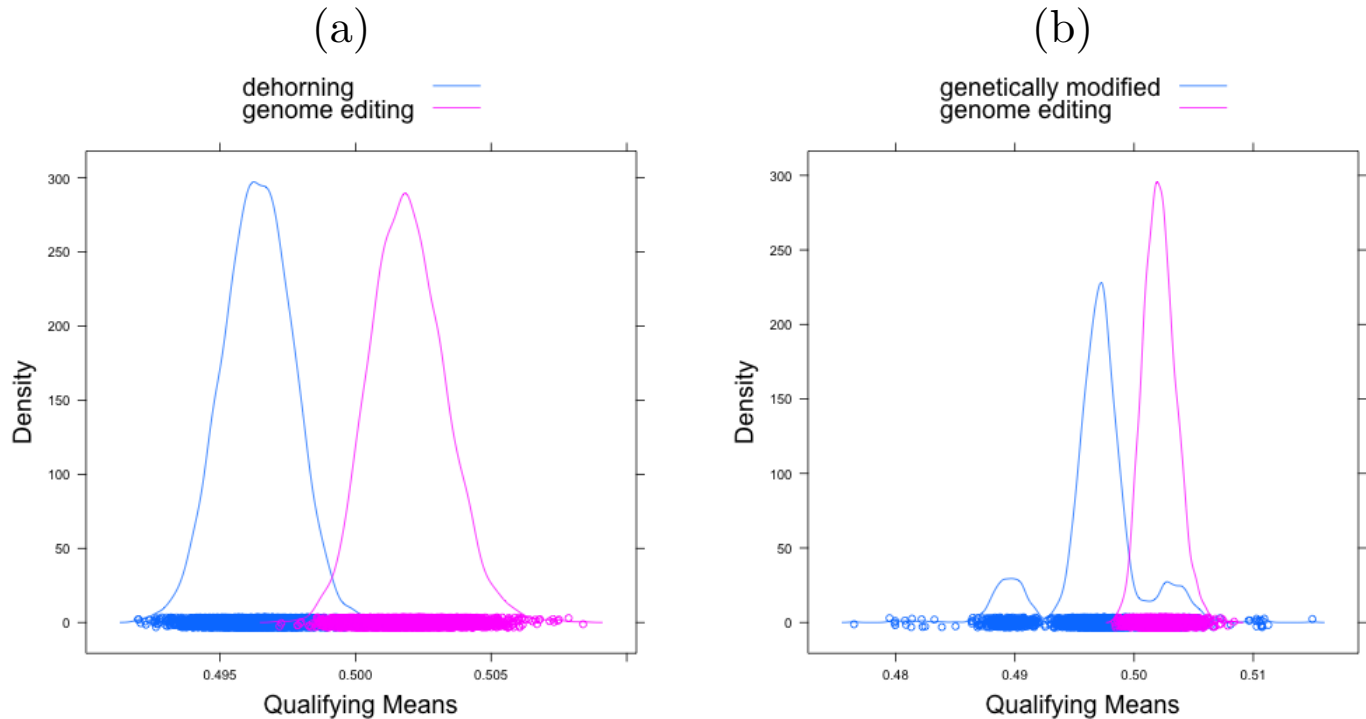 (a)
dehorning
genome editing
300
250
200
150
100
50
0
Density
0.495 0.500 0.505
Qualifying Means
(b)
genetically modified
genome editing
300
250
200
150
100
50
0
Density
0.48 0.49 0.50 0.51
Qualifying Means